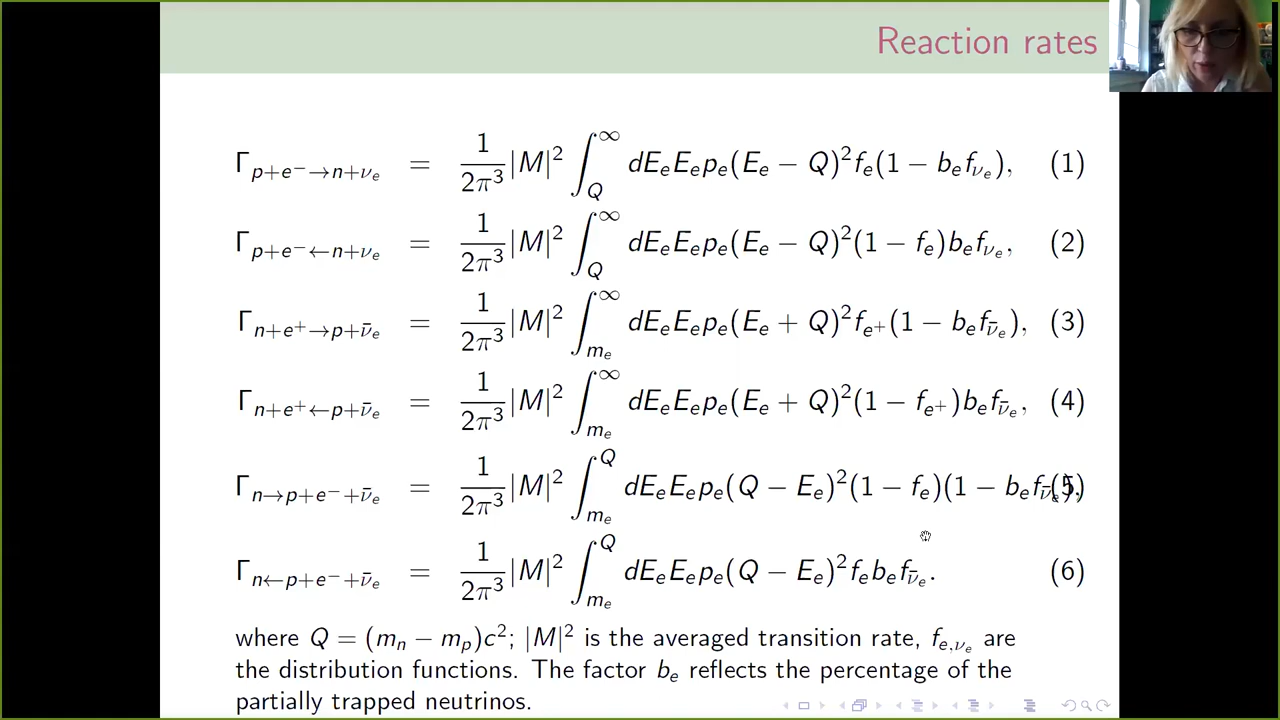 Reaction rates
Γ_{p+e⁻→n+ν_e} = \frac{1}{2π³}|M|² ∫_Q^∞ dE_e E_e p_e (E_e − Q)² f_e (1 − b_e f_{ν_e}), (1)
Γ_{p+e⁻←n+ν_e} = \frac{1}{2π³}|M|² ∫_Q^∞ dE_e E_e p_e (E_e − Q)² (1 − f_e) b_e f_{ν_e}, (2)
Γ_{n+e⁺→p+ν̄_e} = \frac{1}{2π³}|M|² ∫_{m_e}^∞ dE_e E_e p_e (E_e + Q)² f_{e⁺} (1 − b_e f_{ν̄_e}), (3)
Γ_{n+e⁺←p+ν̄_e} = \frac{1}{2π³}|M|² ∫_{m_e}^∞ dE_e E_e p_e (E_e + Q)² (1 − f_{e⁺}) b_e f_{ν̄_e}, (4)
Γ_{n→p+e⁻+ν̄_e} = \frac{1}{2π³}|M|² ∫_{m_e}^Q dE_e E_e p_e (Q − E_e)² (1 − f_e)(1 − b_e f_{ν̄_e}), (5)
Γ_{n←p+e⁻+ν̄_e} = \frac{1}{2π³}|M|² ∫_{m_e}^Q dE_e E_e p_e (Q − E_e)² f_e b_e f_{ν̄_e}. (6)
where Q = (m_n − m_p)c²; |M|² is the averaged transition rate, f_{e,ν_e} are
the distribution functions. The factor b_e reflects the percentage of the
partially trapped neutrinos.